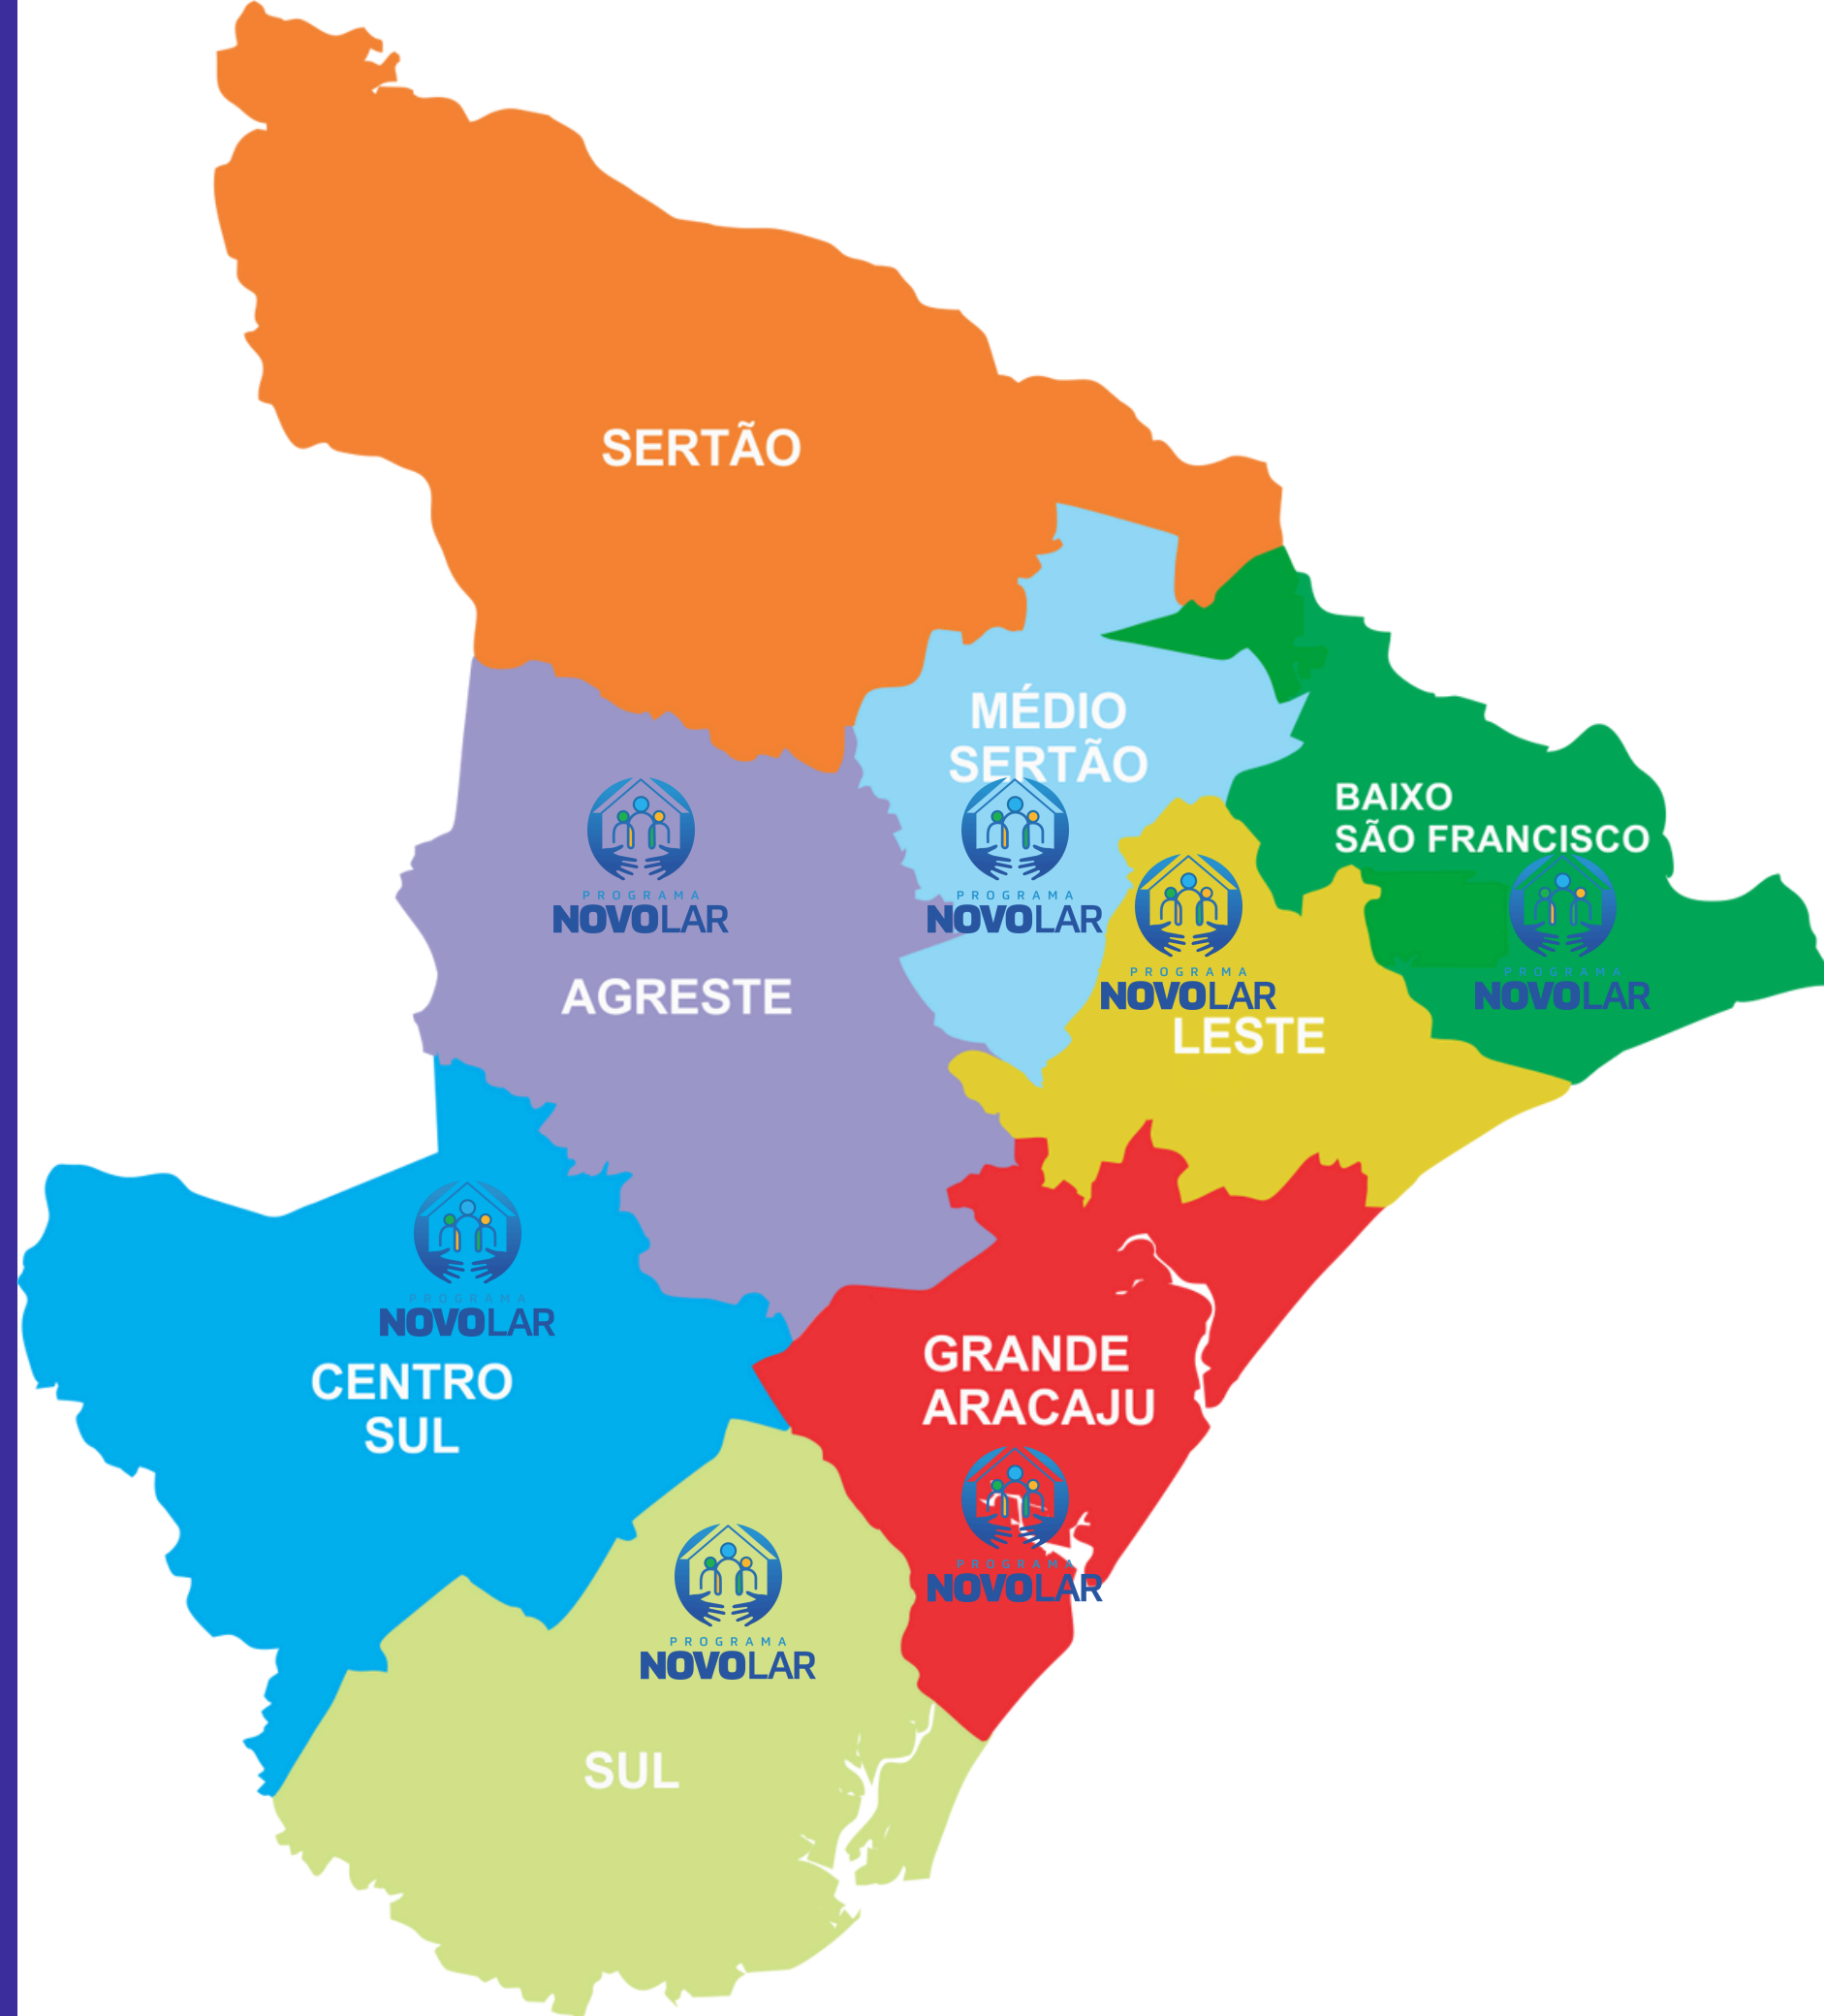 SERTÃO
MÉDIO
SERTÃO
BAIXO
SÃO FRANCISCO
PROGRAMA
NOVOLAR
PROGRAMA
NOVOLAR
PROGRAMA
NOVOLAR
PROGRAMA
NOVOLAR
AGRESTE
LESTE
PROGRAMA
NOVOLAR
CENTRO
SUL
GRANDE
ARACAJU
PROGRAMA
NOVOLAR
PROGRAMA
NOVOLAR
SUL